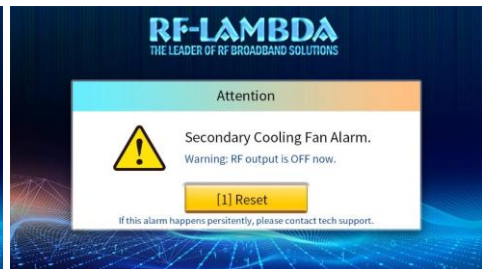 RF-LAMBDA
THE LEADER OF RF BROADBAND SOLUTIONS
Attention
Secondary Cooling Fan Alarm.
Warning: RF output is OFF now.
[1] Reset
If this alarm happens persitently, please contact tech support.